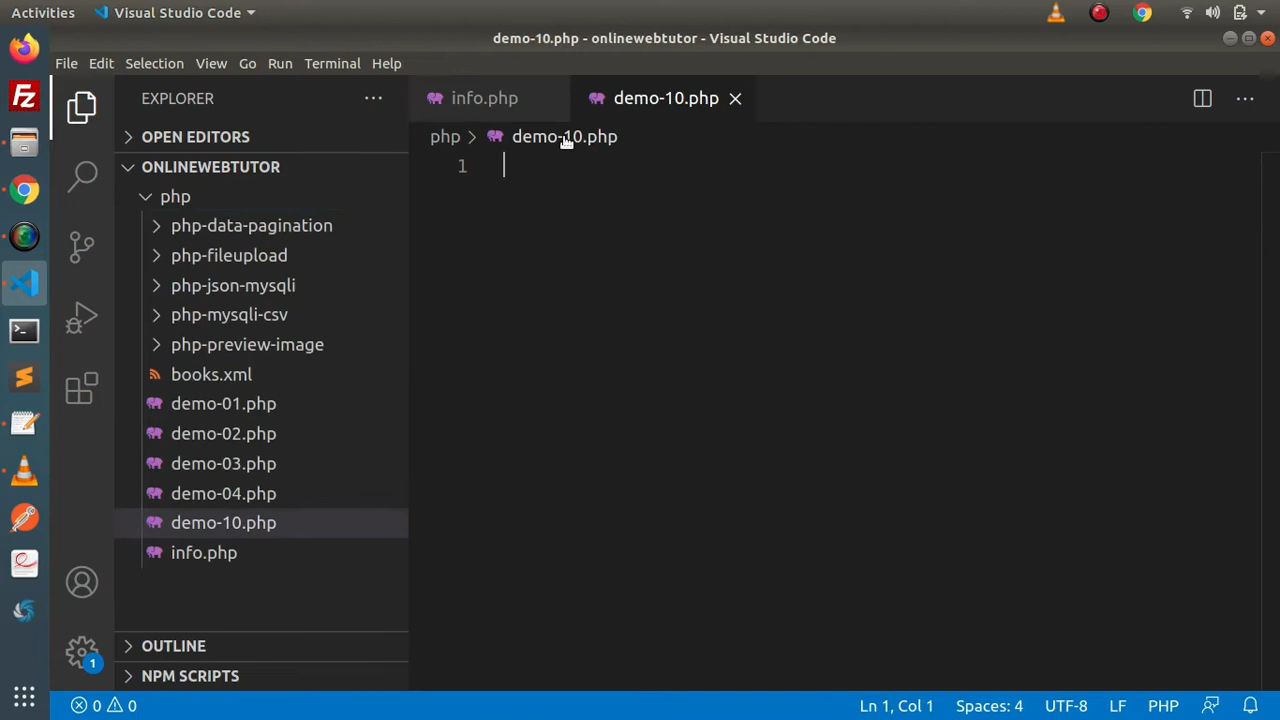 Activities
Visual Studio Code
demo-10.php - onlinewebtutor - Visual Studio Code
File Edit Selection View Go Run Terminal Help
EXPLORER
info.php
demo-10.php
OPEN EDITORS
php
demo-10.php
ONLINEWEBTUTOR
1
php
php-data-pagination
php-fileupload
php-json-mysqli
php-mysqli-csv
php-preview-image
books.xml
demo-01.php
demo-02.php
demo-03.php
demo-04.php
demo-10.php
info.php
OUTLINE
NPM SCRIPTS
1
0 0
Ln 1, Col 1
Spaces: 4
UTF-8
LF
PHP